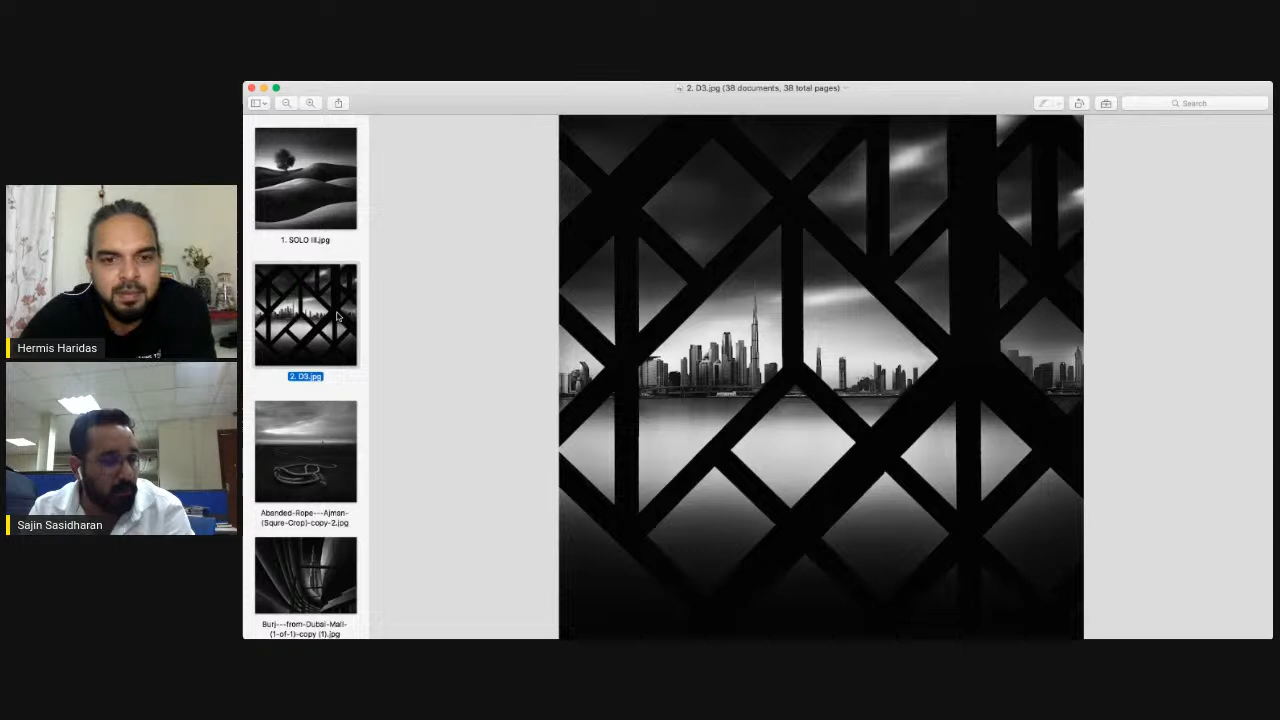 2. D3.jpg (38 documents, 38 total pages)
Search
1. SOLO III.jpg
2. D3.jpg
Abanded-Rope---Ajman-
(Squre-Crop)-copy-2.jpg
Burj---from-Dubai-Mall-
(1-of-1)-copy (1).jpg
Hermis Haridas
Sajin Sasidharan